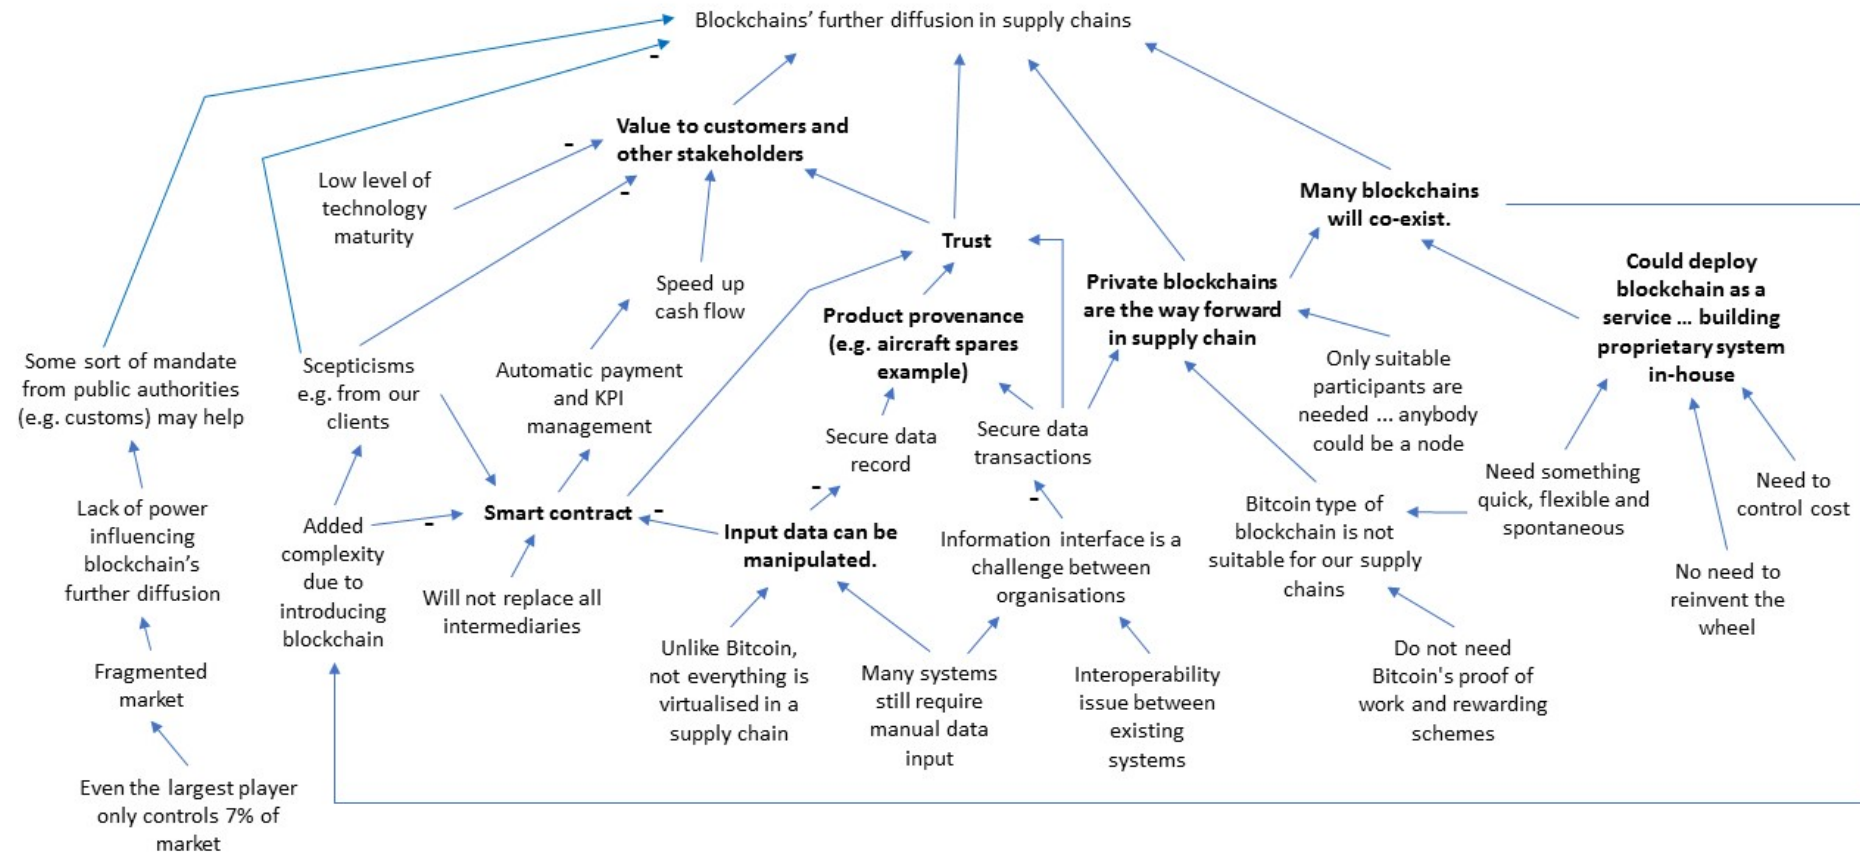 Blockchains’ further diffusion in supply chains
-
Value to customers and
other stakeholders
-
-
Low level of
technology
maturity
Many blockchains
will co-exist.
Trust
Speed up
cash flow
Private blockchains
are the way forward
in supply chain
Could deploy
blockchain as a
service ... building
proprietary system
in-house
Product provenance
(e.g. aircraft spares
example)
Some sort of mandate
from public authorities
(e.g. customs) may help
Scepticisms
e.g. from our
clients
Automatic payment
and KPI
management
Only suitable
participants are
needed ... anybody
could be a node
Secure data
record
Secure data
transactions
-
-
Need something
quick, flexible and
spontaneous
Need to
control cost
Lack of power
influencing
blockchain’s
further diffusion
Added
complexity
due to
introducing
blockchain
-
Smart contract
-
Input data can be
manipulated.
Information interface is a
challenge between
organisations
Bitcoin type of
blockchain is not
suitable for our supply
chains
No need to
reinvent the
wheel
Will not replace all
intermediaries
Fragmented
market
Unlike Bitcoin,
not everything is
virtualised in a
supply chain
Many systems
still require
manual data
input
Interoperability
issue between
existing
systems
Do not need
Bitcoin's proof of
work and rewarding
schemes
Even the largest player
only controls 7% of
market